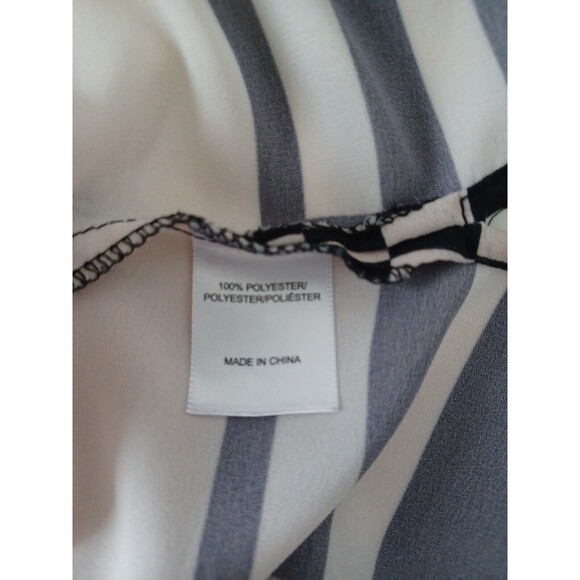 100% POLYESTER/
POLYESTER/POLIÉSTER
MADE IN CHINA